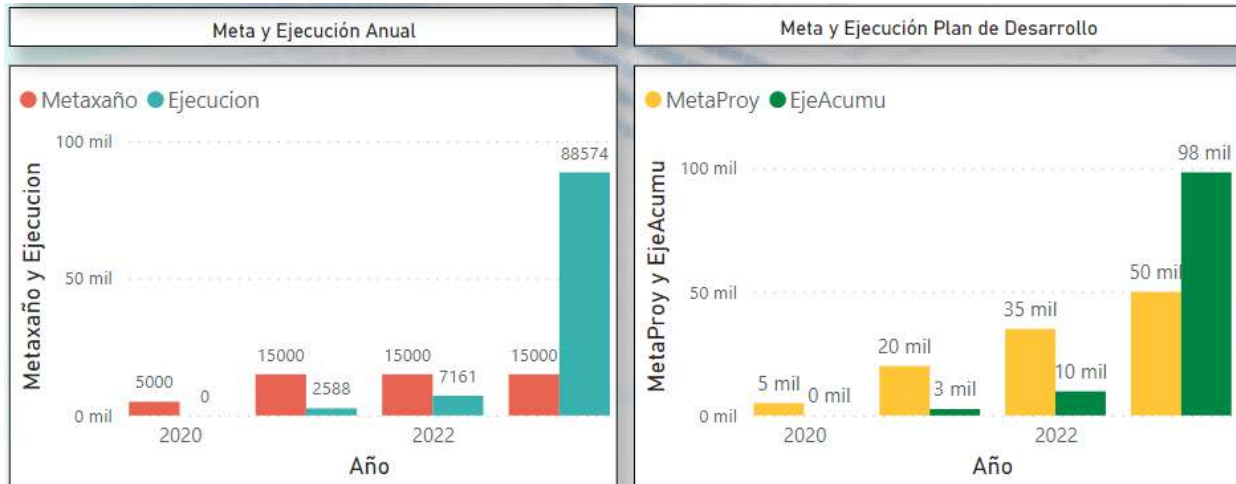 Meta y Ejecución Anual
Metaxaño Ejecucion
Metaxaño y Ejecucion
100 mil
50 mil
0 mil
5000
0
15000
2588
15000
7161
15000
88574
2020
2022
Año
Meta y Ejecución Plan de Desarrollo
MetaProy EjeAcumu
MetaProy y EjeAcumu
100 mil
50 mil
0 mil
5 mil
0 mil
20 mil
3 mil
35 mil
10 mil
50 mil
98 mil
2020
2022
Año